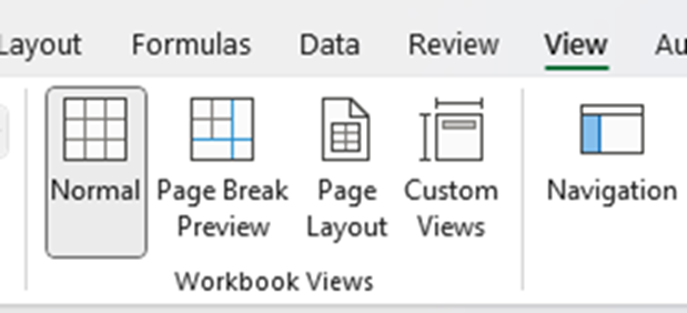 Layout Formulas Data Review View Au
Normal Page Break Preview Page Layout Custom Views Navigation
Workbook Views